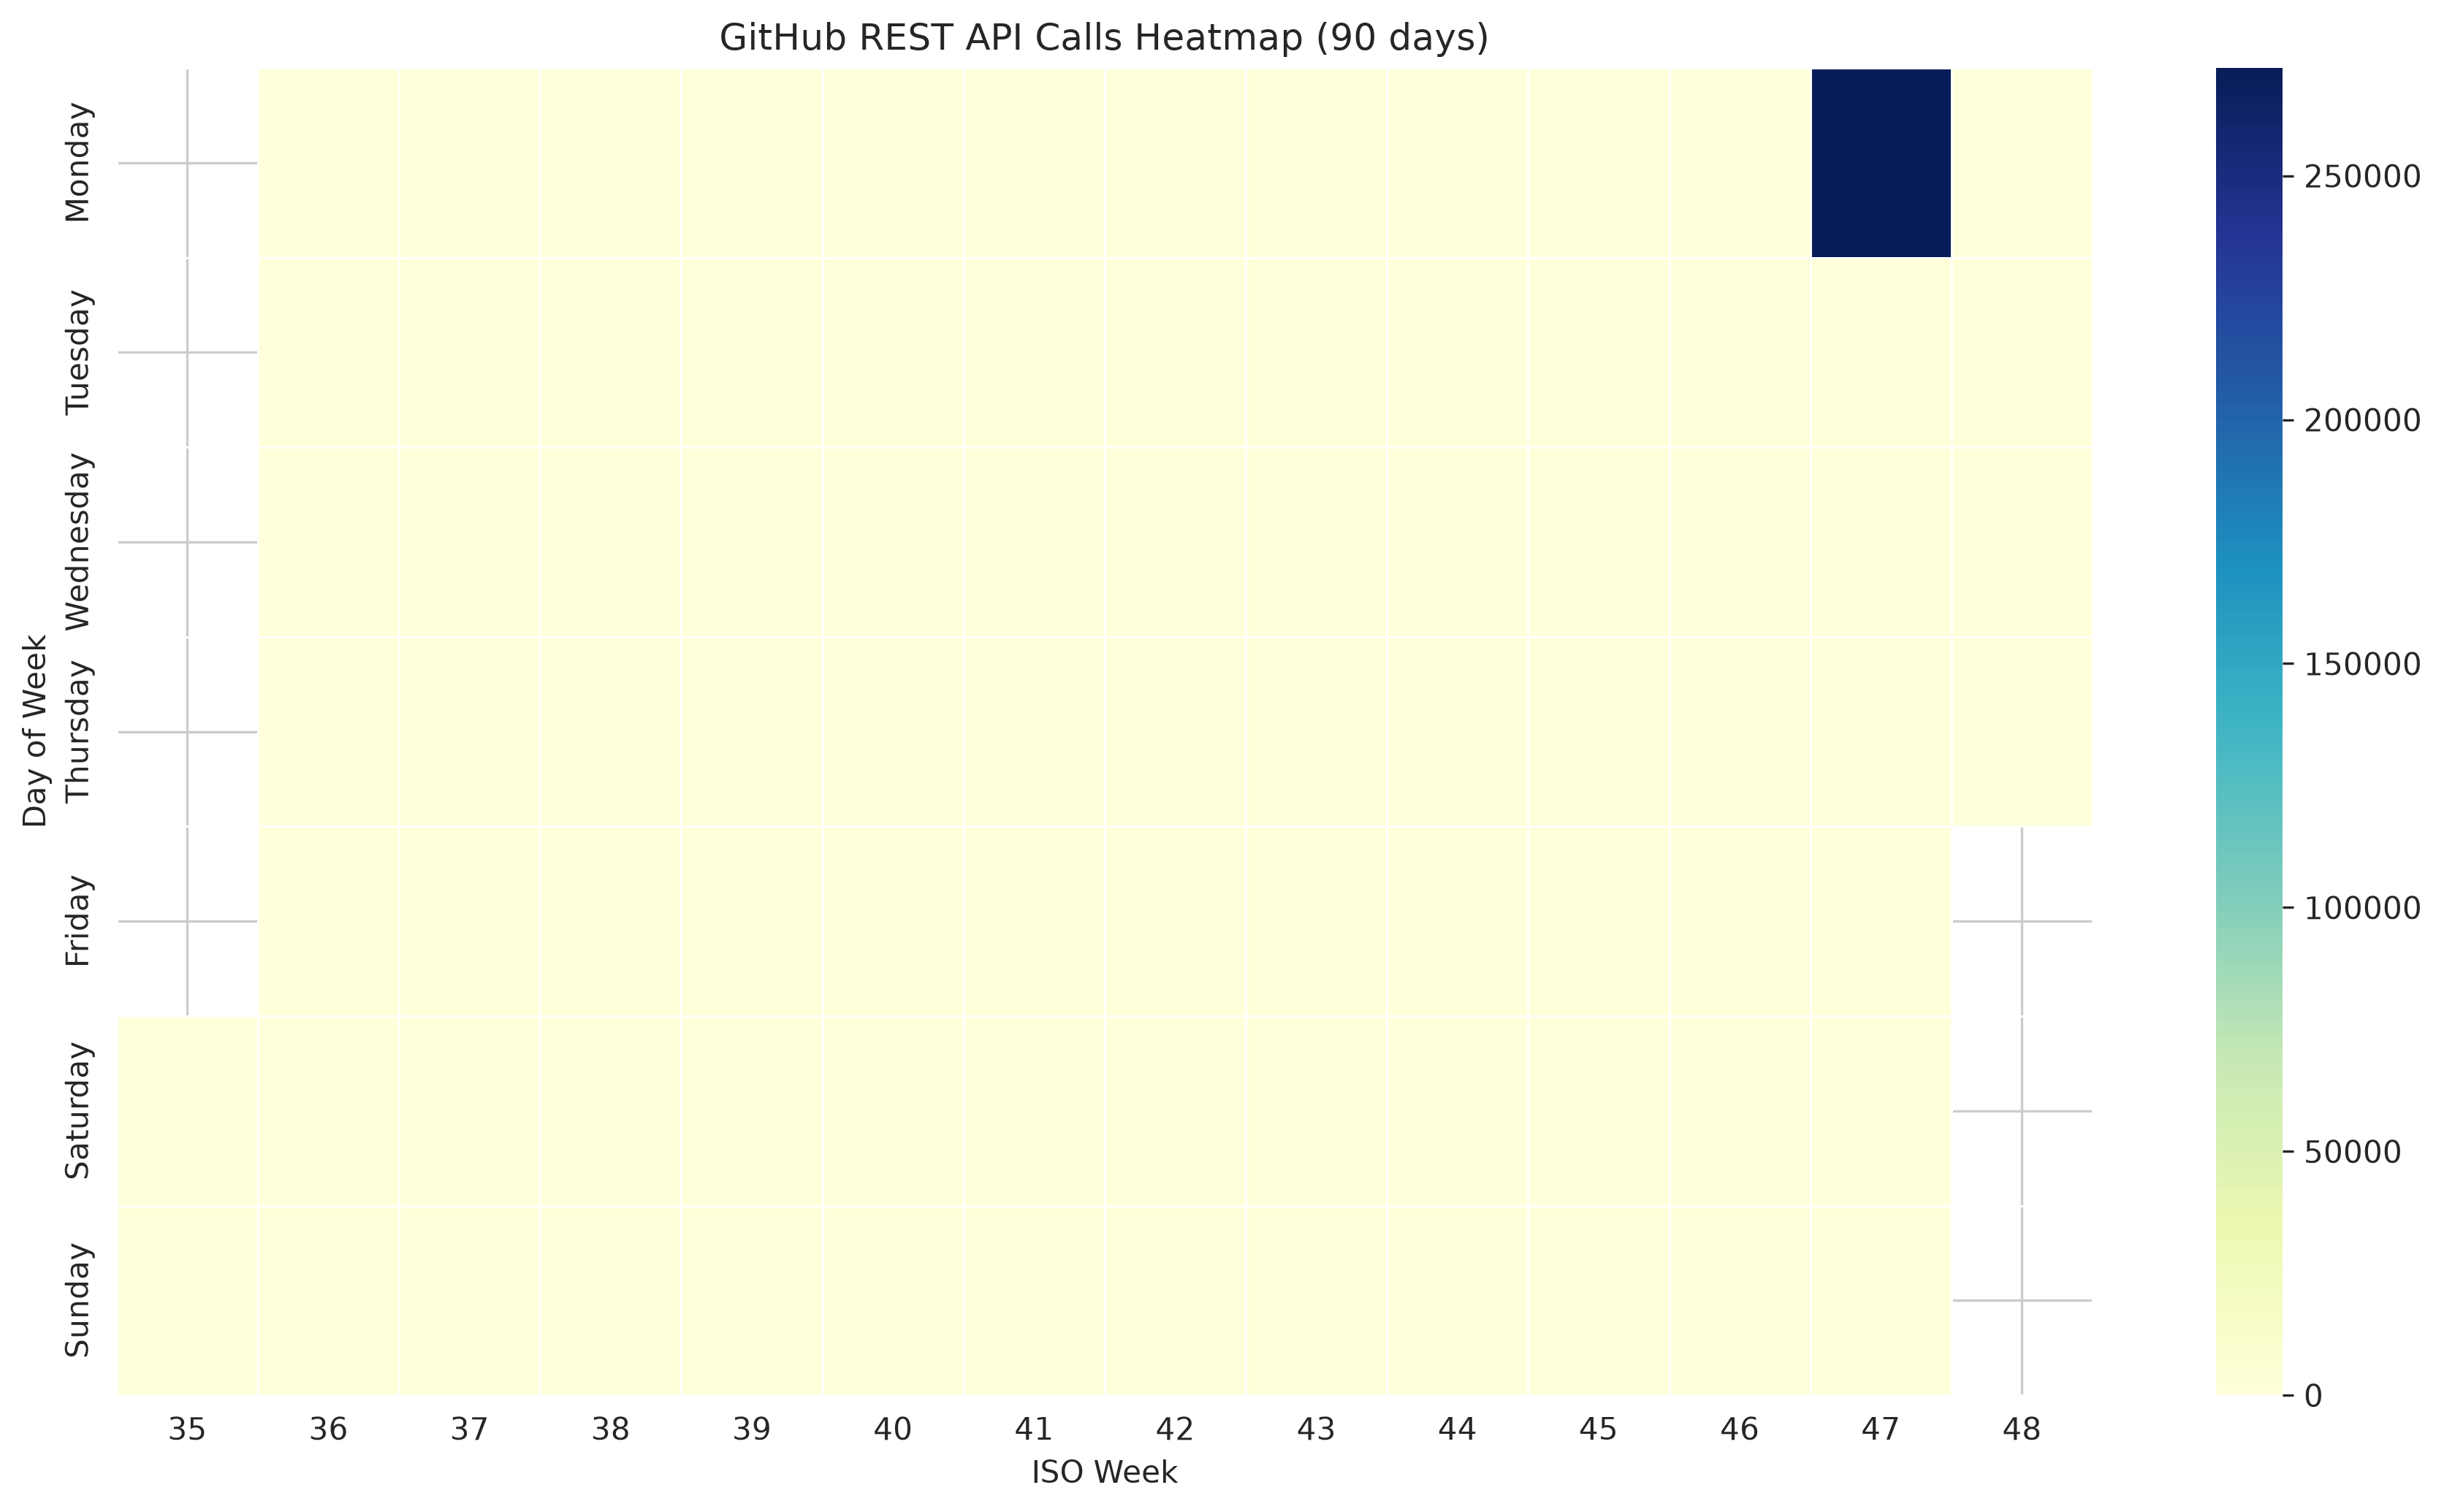 GitHub REST API Calls Heatmap (90 days)
Day of Week
Monday
Tuesday
Wednesday
Thursday
Friday
Saturday
Sunday
35 36 37 38 39 40 41 42 43 44 45 46 47 48
ISO Week
250000
200000
150000
100000
50000
0